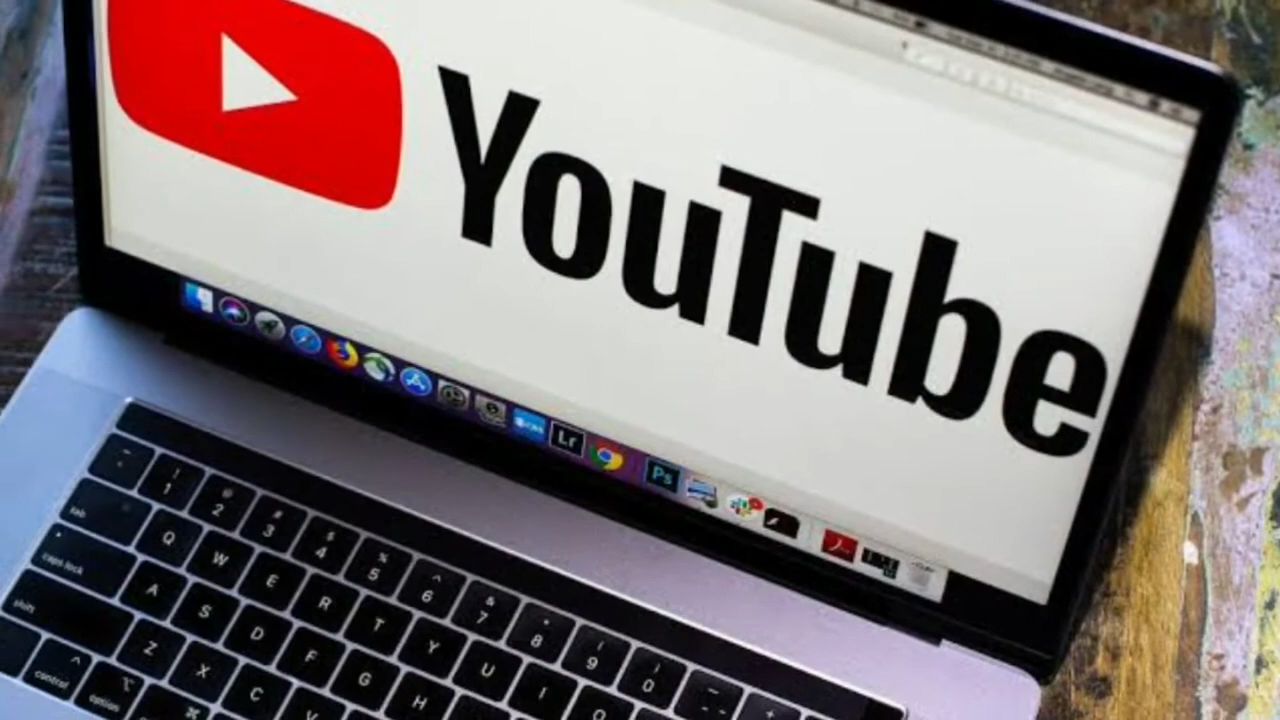 YouTube
Lr
Ps
~
! 1
@ 2
# 3
$ 4
% 5
^ 6
& 7
* 8
( 9
) 0
tab Q W E R T Y U I O
caps lock A S D F G H
shift Z X C V
control option ⌘